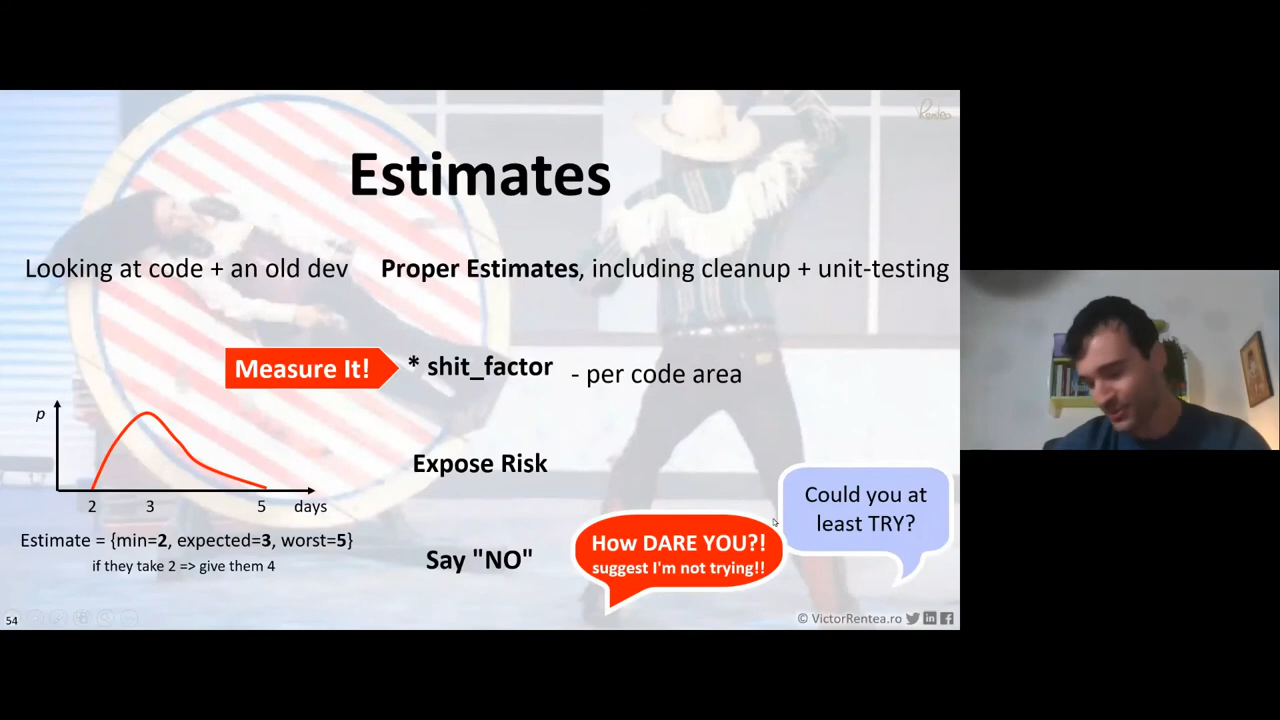 Rentea
Estimates
Looking at code + an old dev
Proper Estimates, including cleanup + unit-testing
Measure It!
* shit_factor
- per code area
p
2 3 5 days
Estimate = {min=2, expected=3, worst=5}
if they take 2 => give them 4
Expose Risk
Say "NO"
How DARE YOU?!
suggest I'm not trying!!
Could you at
least TRY?
54
© VictorRentea.ro